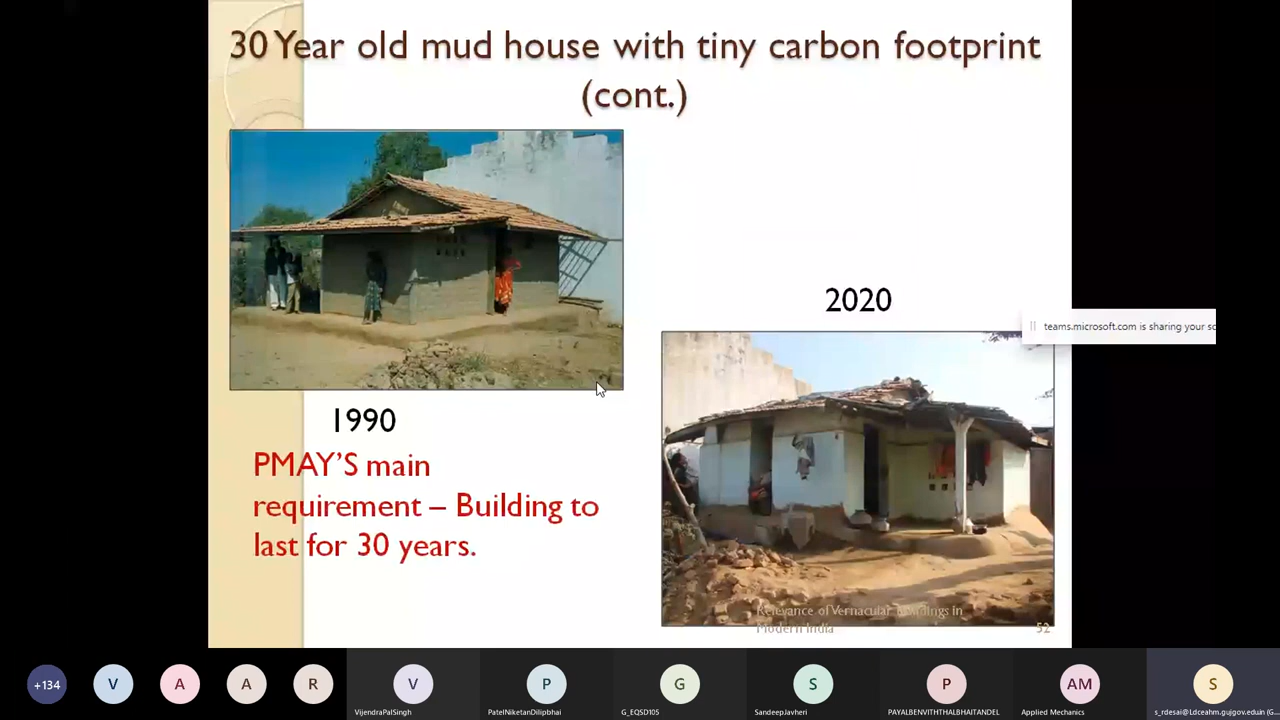 30 Year old mud house with tiny carbon footprint
(cont.)
2020
teams.microsoft.com is sharing your sc
1990
PMAY'S main
requirement – Building to
last for 30 years.
Relevance of Vernacular Buildings in
Modern India
52
+134
V
A
A
R
V
P
G
S
P
AM
S
VijendraPalSingh
PatelNiketanDilipbhai
G_EQSD105
SandeepJavheri
PAYALBENVITHTHALBHAITANDEL
Applied Mechanics
s_rdesai@Ldceahm.gujgov.edu.in (G...